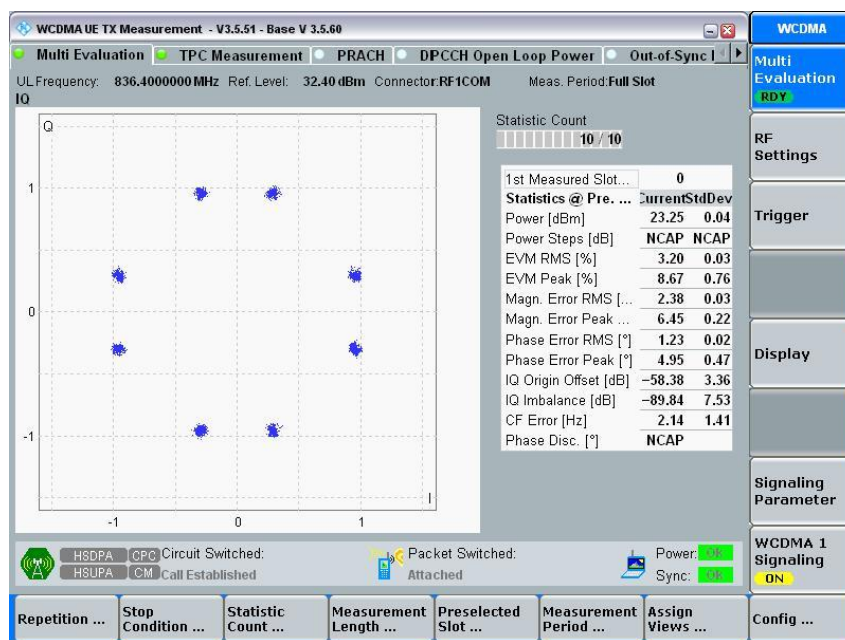 WCDMA UE TX Measurement - V3.5.51 - Base V 3.5.60
WCDMA
Multi Evaluation TPC Measurement PRACH DPCCH Open Loop Power Out-of-Sync
UL Frequency: 836.4000000 MHz Ref. Level: 32.40 dBm Connector:RF1COM Meas. Period:Full Slot
IQ
Multi Evaluation
RDY
RF Settings
Trigger
Display
Signaling Parameter
WCDMA 1 Signaling
ON
Q
1
0
-1
-1 0 1
I
Statistic Count
10 / 10
1st Measured Slot... 0
Statistics @ Pre. ... Current StdDev
Power [dBm] 23.25 0.04
Power Steps [dB] NCAP NCAP
EVM RMS [%] 3.20 0.03
EVM Peak [%] 8.67 0.76
Magn. Error RMS [... 2.38 0.03
Magn. Error Peak ... 6.45 0.22
Phase Error RMS [°] 1.23 0.02
Phase Error Peak [°] 4.95 0.47
IQ Origin Offset [dB] −58.38 3.36
IQ Imbalance [dB] −89.84 7.53
CF Error [Hz] 2.14 1.41
Phase Disc. [°] NCAP
HSDPA CPC Circuit Switched: Packet Switched: Power: OK
HSUPA CM Call Established Attached Sync: OK
Repetition ... Stop Condition ... Statistic Count ... Measurement Length ... Preselected Slot ... Measurement Period ... Assign Views ... Config ...